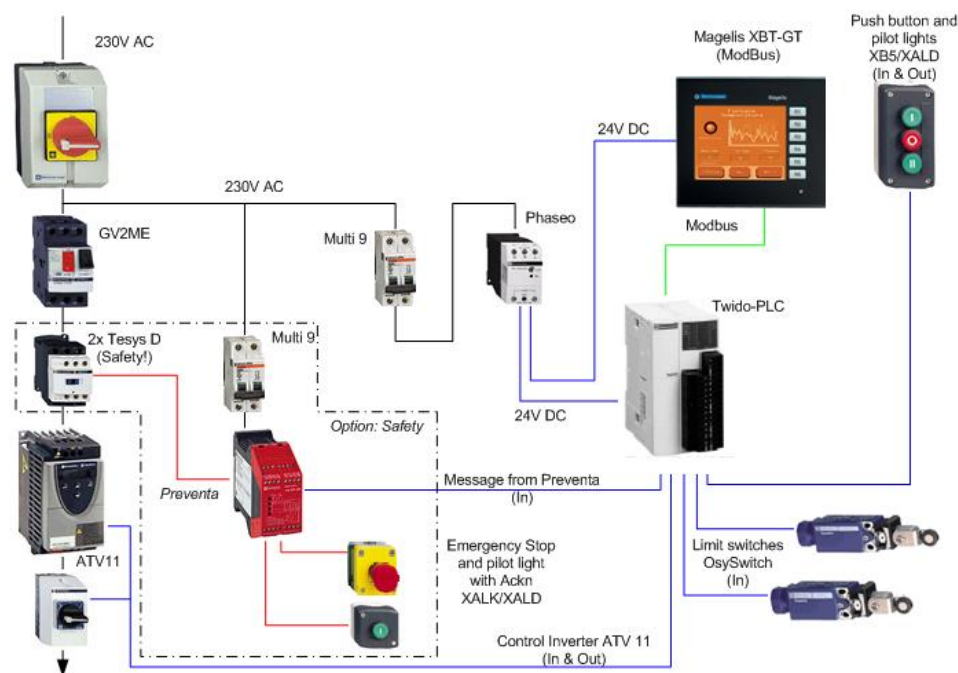 230V AC
Magelis XBT-GT
(ModBus)
Push button and
pilot lights
XB5/XALD
(In & Out)
24V DC
230V AC
GV2ME
Multi 9
Phaseo
Modbus
Twido-PLC
2x Tesys D
(Safety!)
Multi 9
24V DC
Option: Safety
Preventa
Message from Preventa
(In)
ATV11
Emergency Stop
and pilot light
with Ackn
XALK/XALD
Limit switches
OsySwitch
(In)
Control Inverter ATV 11
(In & Out)
Magelis
I
O
II
I